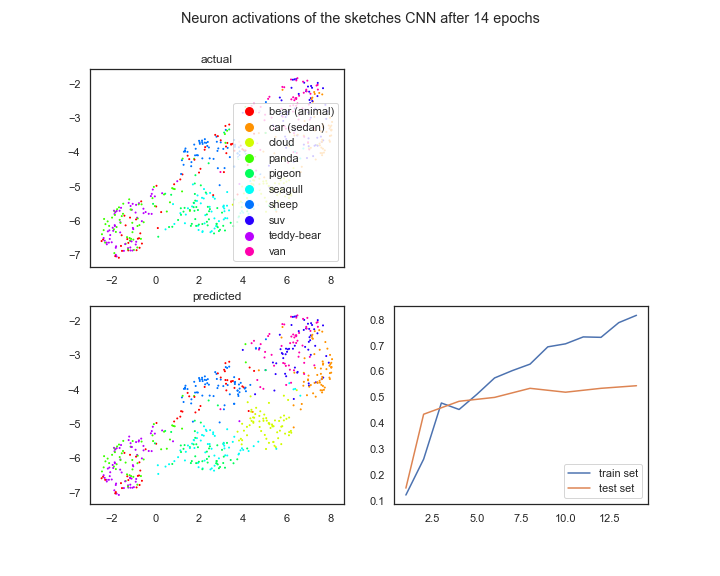 Neuron activations of the sketches CNN after 14 epochs
actual
−2
−3
−4
−5
−6
−7
bear (animal)
car (sedan)
cloud
panda
pigeon
seagull
sheep
suv
teddy-bear
van
−2 0 2 4 6 8
predicted
−2
−3
−4
−5
−6
−7
−2 0 2 4 6 8
0.8
0.7
0.6
0.5
0.4
0.3
0.2
0.1
train set
test set
2.5 5.0 7.5 10.0 12.5